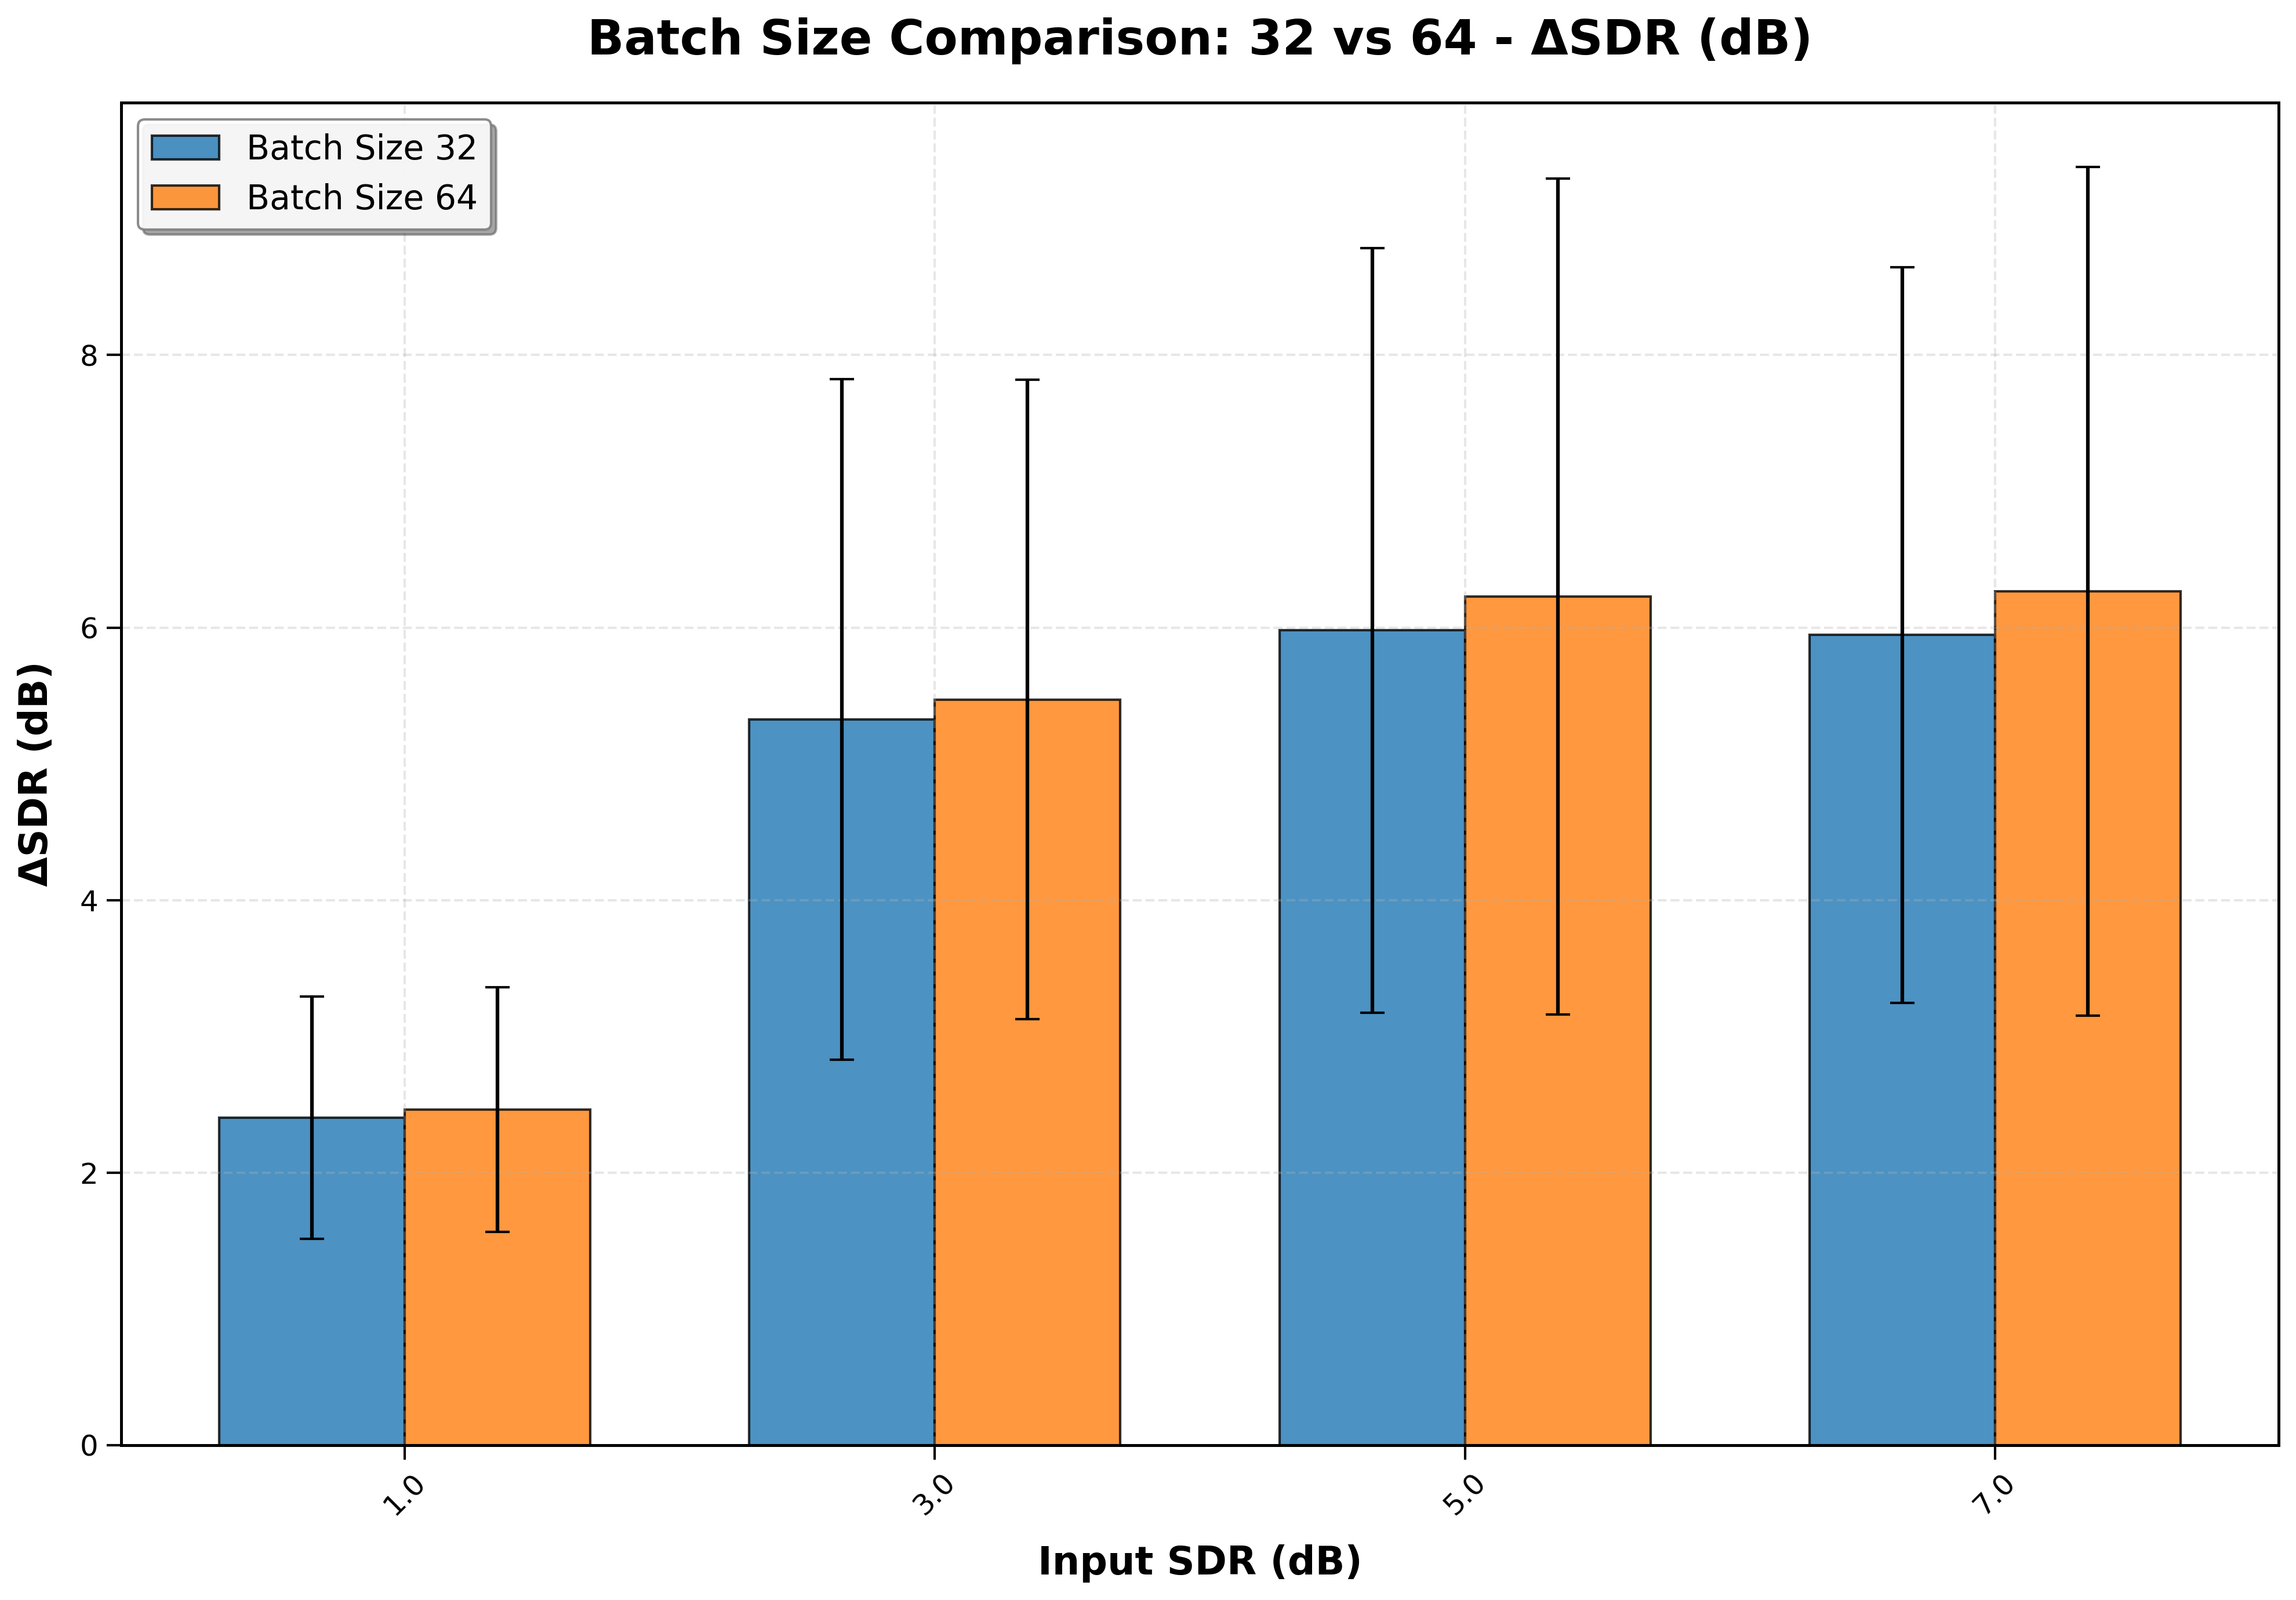 Batch Size Comparison: 32 vs 64 - ΔSDR (dB)
Batch Size 32
Batch Size 64
ΔSDR (dB)
8
6
4
2
0
1.0
3.0
5.0
7.0
Input SDR (dB)